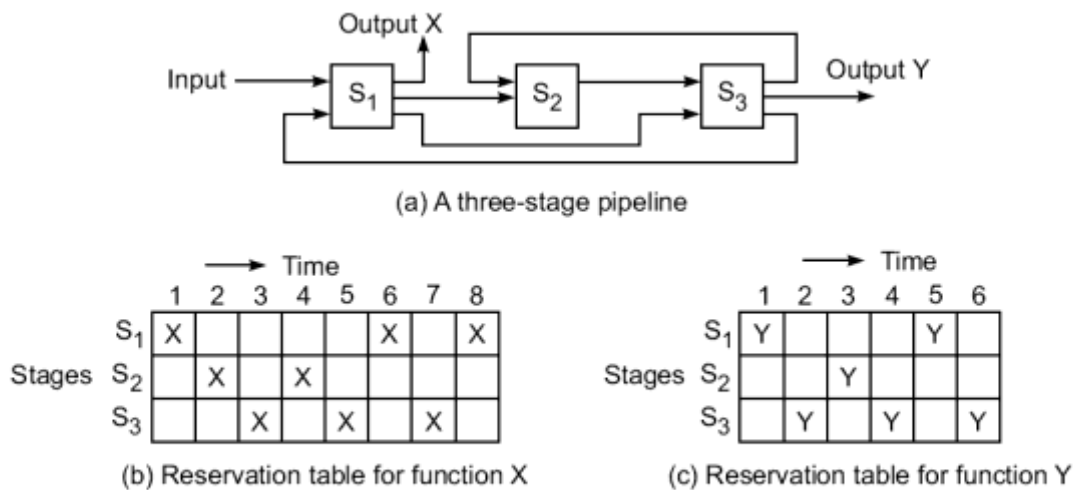 Output X
Input
S1
S2
S3
Output Y
(a) A three-stage pipeline
Time
1 2 3 4 5 6 7 8
S1 X X X
Stages S2 X X
S3 X X X
(b) Reservation table for function X
Time
1 2 3 4 5 6
S1 Y Y
Stages S2 Y
S3 Y Y Y
(c) Reservation table for function Y